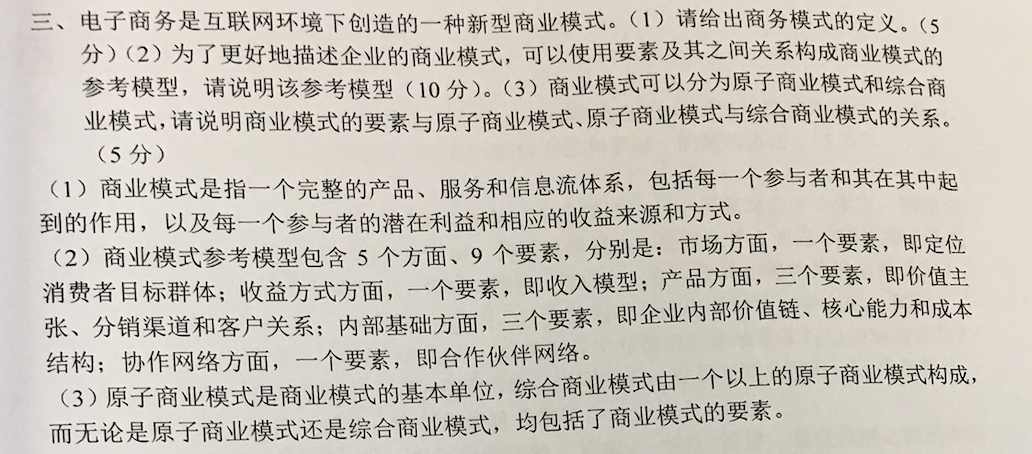 三、电子商务是互联网环境下创造的一种新型商业模式。（1）请给出商务模式的定义。（5
分）（2）为了更好地描述企业的商业模式，可以使用要素及其之间关系构成商业模式的
参考模型，请说明该参考模型（10 分）。（3）商业模式可以分为原子商业模式和综合商
业模式，请说明商业模式的要素与原子商业模式、原子商业模式与综合商业模式的关系。
（5 分）
（1）商业模式是指一个完整的产品、服务和信息流体系，包括每一个参与者和其在其中起
到的作用，以及每一个参与者的潜在利益和相应的收益来源和方式。
（2）商业模式参考模型包含 5 个方面、9 个要素，分别是：市场方面，一个要素，即定位
消费者目标群体；收益方式方面，一个要素，即收入模型；产品方面，三个要素，即价值主
张、分销渠道和客户关系；内部基础方面，三个要素，即企业内部价值链、核心能力和成本
结构；协作网络方面，一个要素，即合作伙伴网络。
（3）原子商业模式是商业模式的基本单位，综合商业模式由一个以上的原子商业模式构成，
而无论是原子商业模式还是综合商业模式，均包括了商业模式的要素。